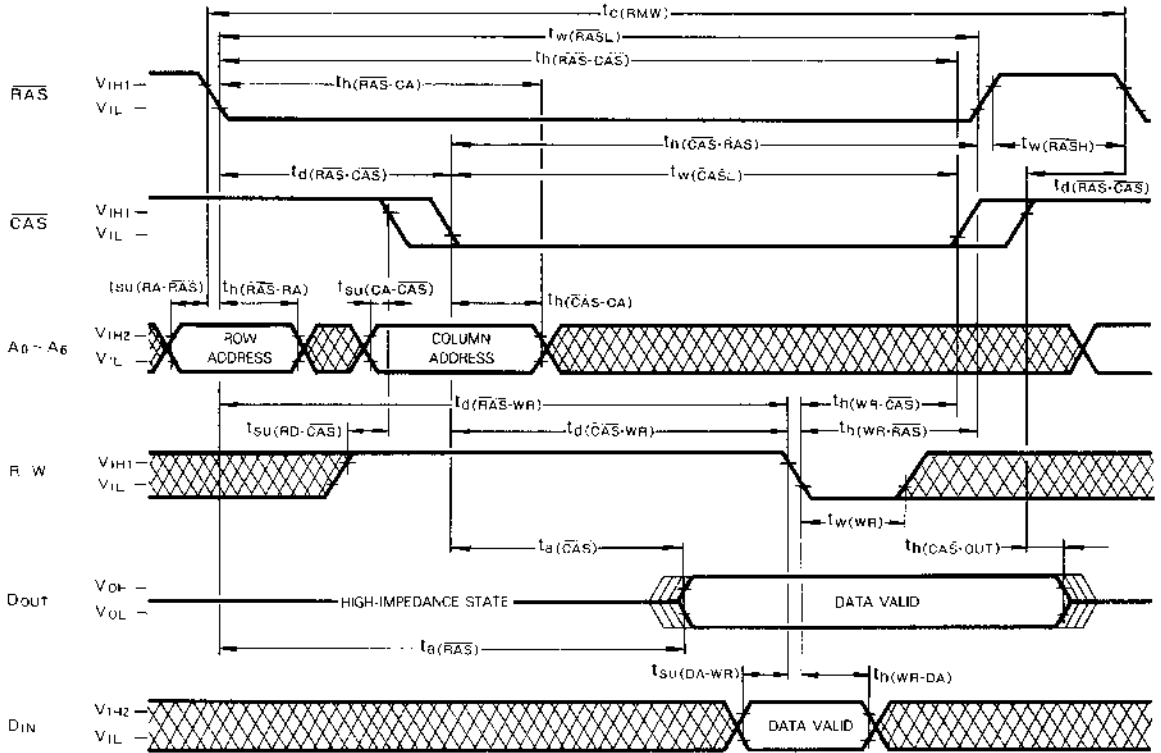 tc(RMW)
tw(RASL)
th(RAS-CAS)
th(RAS-CA)
RAS
VIH1
VIL
th(CAS-RAS)
tw(RASH)
td(RAS-CAS)
tw(CASL)
td(RAS-CAS)
CAS
VIH1
VIL
tsu(RA-RAS)
th(RAS-RA)
tsu(CA-CAS)
th(CAS-CA)
A0 ~ A6
VIH2
VIL
ROW ADDRESS
COLUMN ADDRESS
td(RAS-WR)
th(WR-CAS)
tsu(RD-CAS)
td(CAS-WR)
th(WR-RAS)
R W
VIH1
VIL
tw(WR)
ta(CAS)
th(CAS-OUT)
DOUT
VOH
VOL
HIGH-IMPEDANCE STATE
DATA VALID
ta(RAS)
tsu(DA-WR)
th(WR-DA)
DIN
VIH2
VIL
DATA VALID